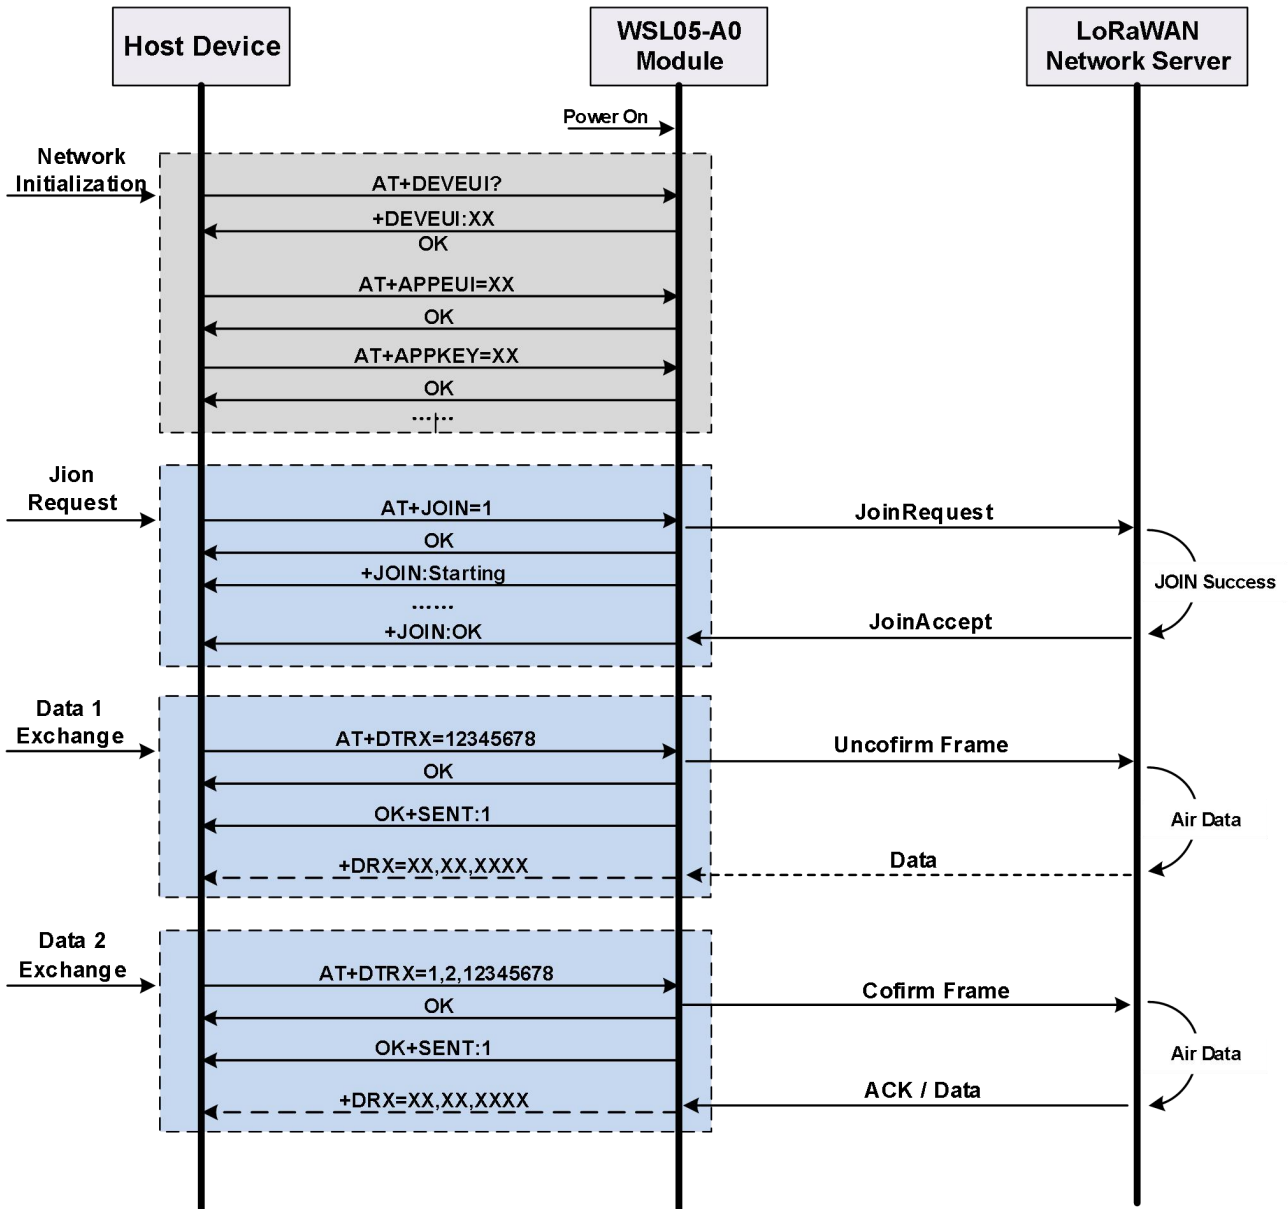 Host Device
WSL05-A0
Module
LoRaWAN
Network Server
Power On
Network
Initialization
AT+DEVEUI?
+DEVEUI:XX
OK
AT+APPEUI=XX
OK
AT+APPKEY=XX
OK
......
Jion
Request
AT+JOIN=1
JoinRequest
OK
+JOIN:Starting
JOIN Success
......
+JOIN:OK
JoinAccept
Data 1
Exchange
AT+DTRX=12345678
Uncofirm Frame
OK
OK+SENT:1
Air Data
+DRX=XX,XX,XXXX
Data
Data 2
Exchange
AT+DTRX=1,2,12345678
Cofirm Frame
OK
OK+SENT:1
Air Data
+DRX=XX,XX,XXXX
ACK / Data